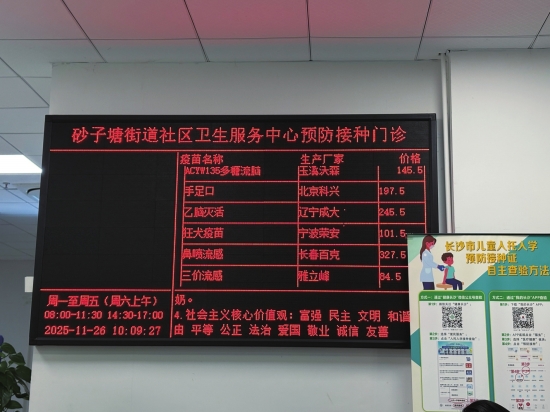 砂子塘街道社区卫生服务中心预防接种门诊
疫苗名称 生产厂家 价格
ACYW135多糖流脑 玉溪沃森 145.5
手足口 北京科兴 197.5
乙脑灭活 辽宁成大 245.5
狂犬疫苗 宁波荣安 101.5
鼻喷流感 长春百克 327.5
三价流感 雅立峰 84.5
周一至周五（周六上午）
08:00-11:30 14:30-17:00
2025-11-26 10:09:27
奶。
4.社会主义核心价值观：富强 民主 文明 和谐
由 平等 公正 法治 爱国 敬业 诚信 友善
长沙市儿童入托入学
预防接种证
自主查验方法